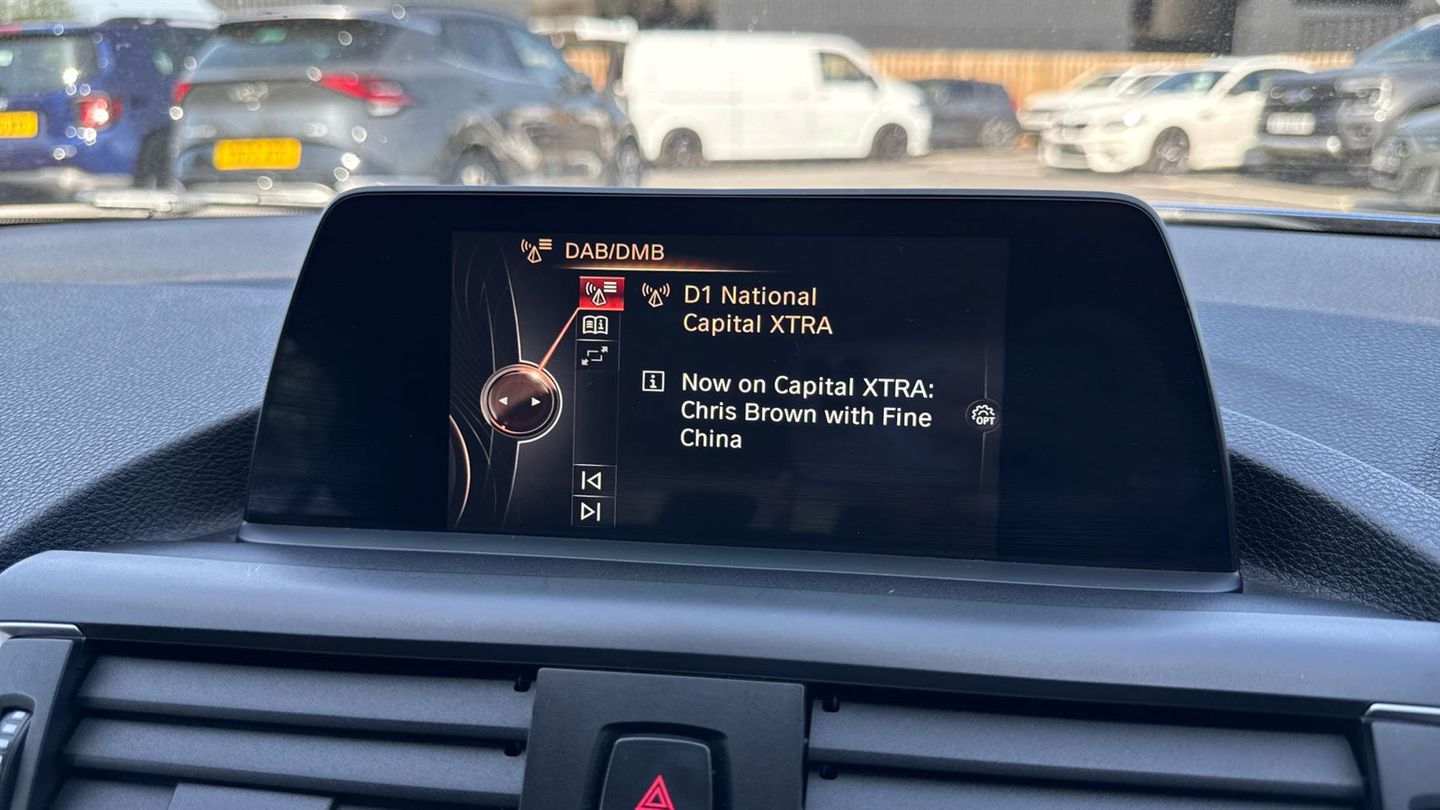 DAB/DMB
D1 National
Capital XTRA
Now on Capital XTRA:
Chris Brown with Fine
China
OPT